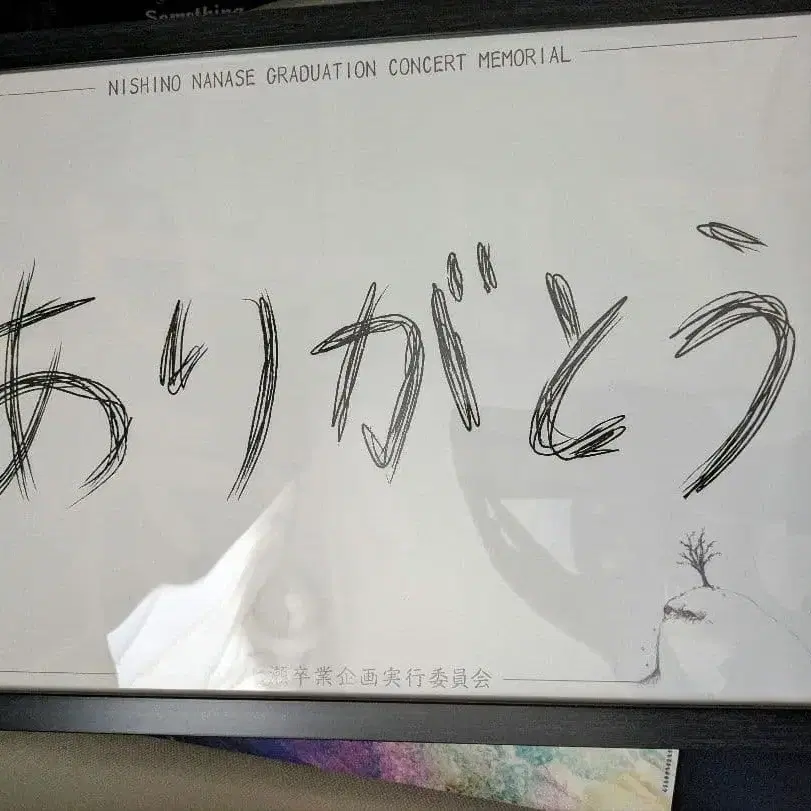 Something
NISHINO NANASE GRADUATION CONCERT MEMORIAL
ありがとう
瀬卒業企画実行委員会